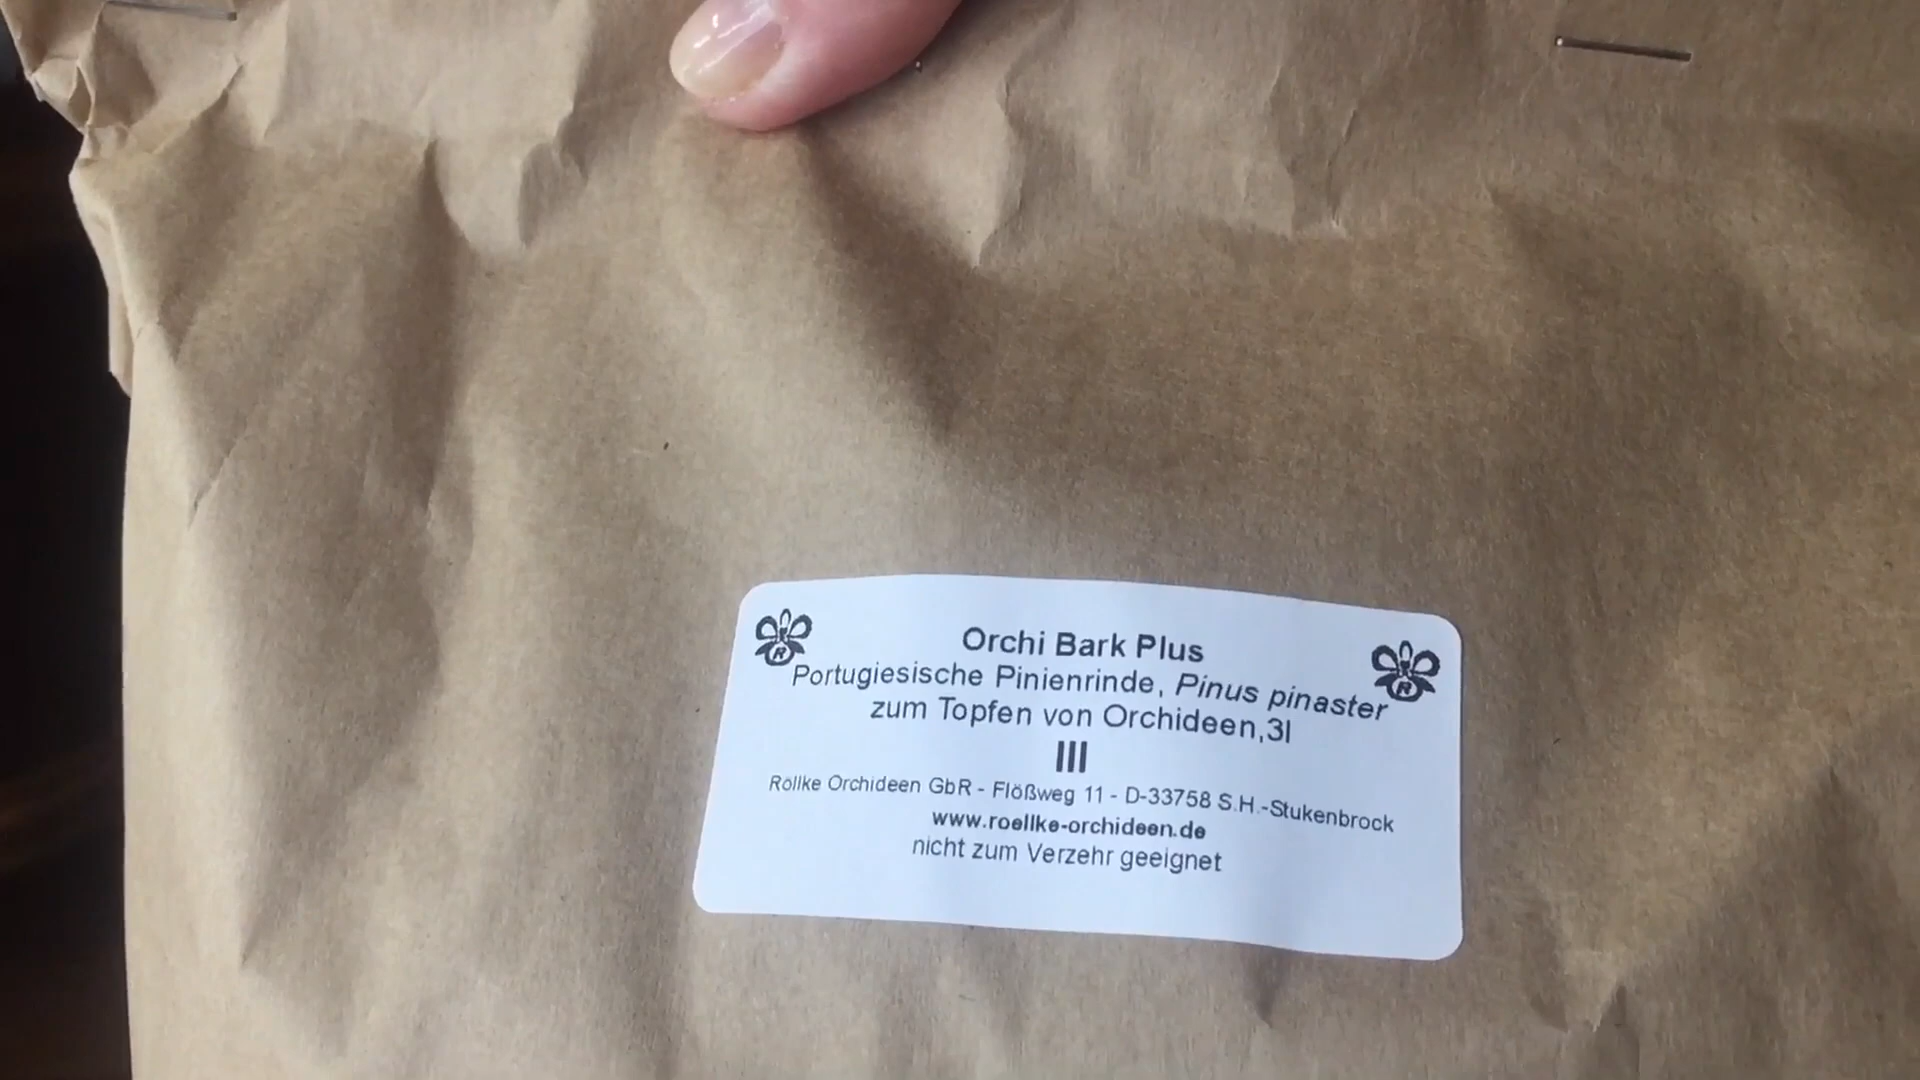 Orchi Bark Plus
Portugiesische Pinienrinde, Pinus pinaster
zum Topfen von Orchideen,3l
III
Röllke Orchideen GbR - Flößweg 11 - D-33758 S.H.-Stukenbrock
www.roellke-orchideen.de
nicht zum Verzehr geeignet
R
R